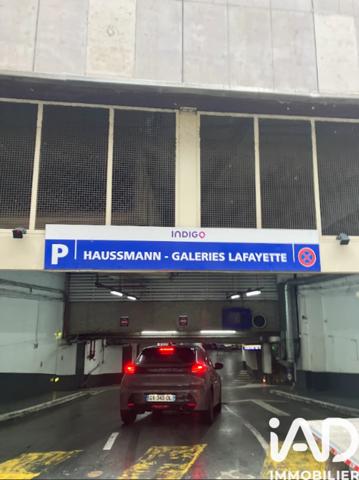 INDIGO
P HAUSSMANN - GALERIES LAFAYETTE
iAD
IMMOBILIER